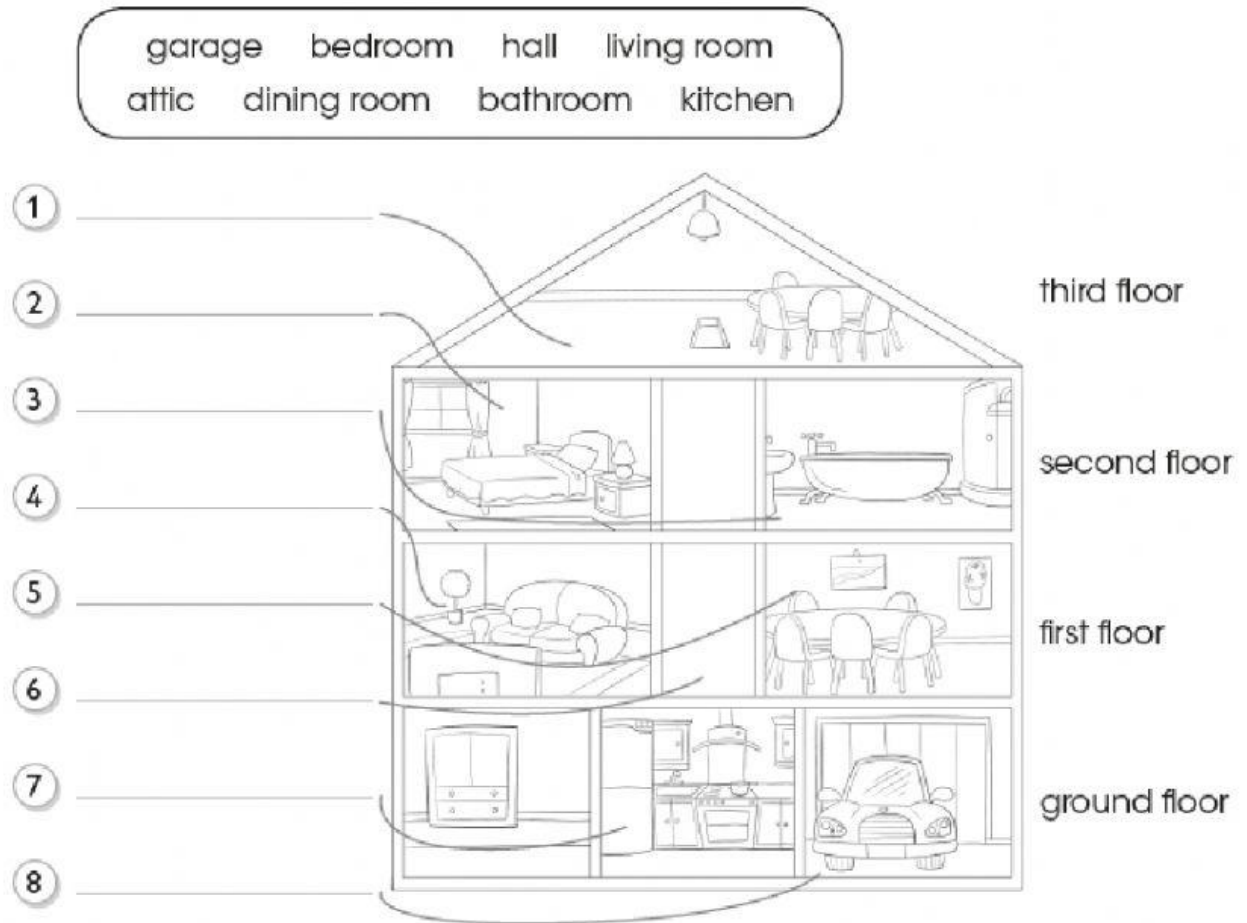 garage bedroom hall living room
attic dining room bathroom kitchen
1
2
third floor
3
second floor
4
5
first floor
6
7
ground floor
8